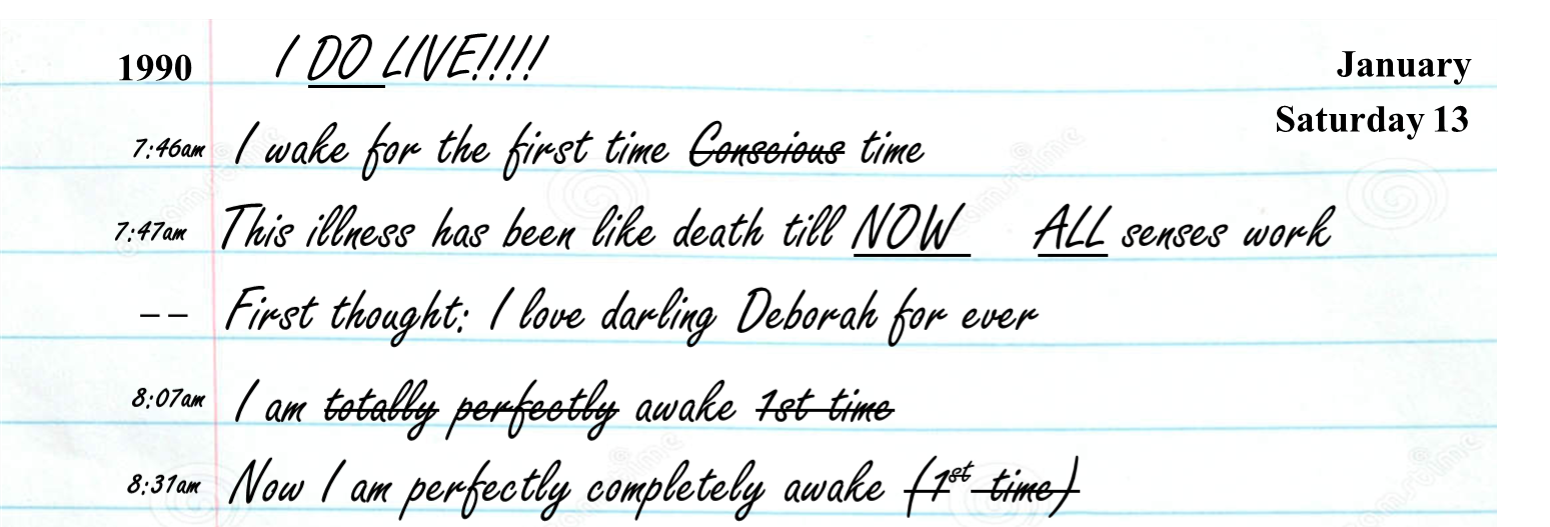 1990 I DO LIVE!!!! January
Saturday 13
7:46am I wake for the first time Conscious time
7:47am This illness has been like death till NOW ALL senses work
-- First thought: I love darling Deborah for ever
8:07am I am totally perfectly awake 1st time
8:31am Now I am perfectly completely awake (1st time)